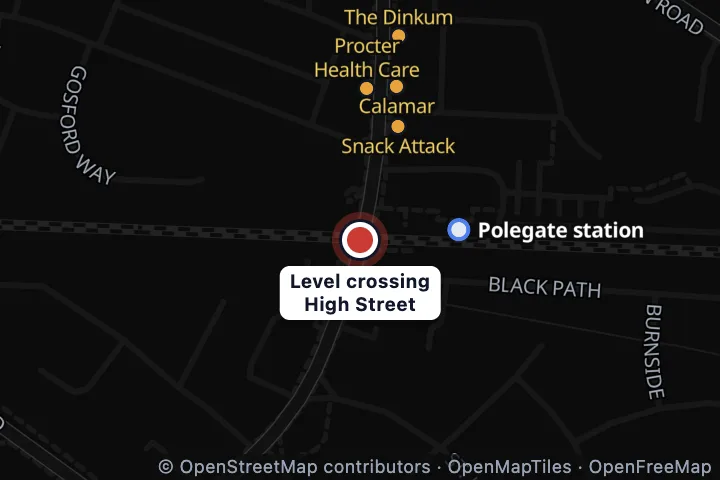 The Dinkum
Procter
Health Care
Calamar
Snack Attack
ROAD
GOSFORD WAY
Polegate station
Level crossing
High Street
BLACK PATH
BURNSIDE
© OpenStreetMap contributors · OpenMapTiles · OpenFreeMap